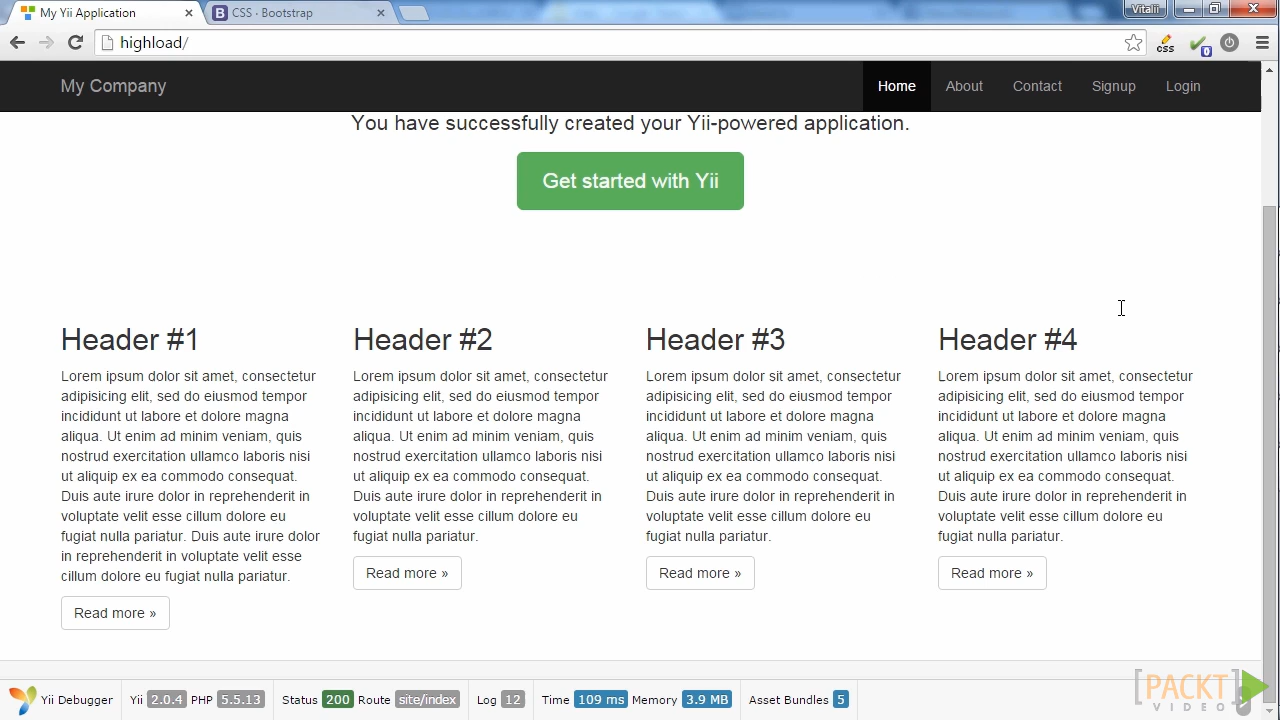 My Yii Application
CSS · Bootstrap
Vitalii
highload/
css
0
My Company
Home
About
Contact
Signup
Login
You have successfully created your Yii-powered application.
Get started with Yii
Header #1
Lorem ipsum dolor sit amet, consectetur
adipisicing elit, sed do eiusmod tempor
incididunt ut labore et dolore magna
aliqua. Ut enim ad minim veniam, quis
nostrud exercitation ullamco laboris nisi
ut aliquip ex ea commodo consequat.
Duis aute irure dolor in reprehenderit in
voluptate velit esse cillum dolore eu
fugiat nulla pariatur. Duis aute irure dolor
in reprehenderit in voluptate velit esse
cillum dolore eu fugiat nulla pariatur.
Read more »
Header #2
Lorem ipsum dolor sit amet, consectetur
adipisicing elit, sed do eiusmod tempor
incididunt ut labore et dolore magna
aliqua. Ut enim ad minim veniam, quis
nostrud exercitation ullamco laboris nisi
ut aliquip ex ea commodo consequat.
Duis aute irure dolor in reprehenderit in
voluptate velit esse cillum dolore eu
fugiat nulla pariatur.
Read more »
Header #3
Lorem ipsum dolor sit amet, consectetur
adipisicing elit, sed do eiusmod tempor
incididunt ut labore et dolore magna
aliqua. Ut enim ad minim veniam, quis
nostrud exercitation ullamco laboris nisi
ut aliquip ex ea commodo consequat.
Duis aute irure dolor in reprehenderit in
voluptate velit esse cillum dolore eu
fugiat nulla pariatur.
Read more »
Header #4
Lorem ipsum dolor sit amet, consectetur
adipisicing elit, sed do eiusmod tempor
incididunt ut labore et dolore magna
aliqua. Ut enim ad minim veniam, quis
nostrud exercitation ullamco laboris nisi
ut aliquip ex ea commodo consequat.
Duis aute irure dolor in reprehenderit in
voluptate velit esse cillum dolore eu
fugiat nulla pariatur.
Read more »
Yii Debugger
Yii 2.0.4 PHP 5.5.13
Status 200 Route site/index
Log 12
Time 109 ms Memory 3.9 MB
Asset Bundles 5
[PACKT]
VIDEO